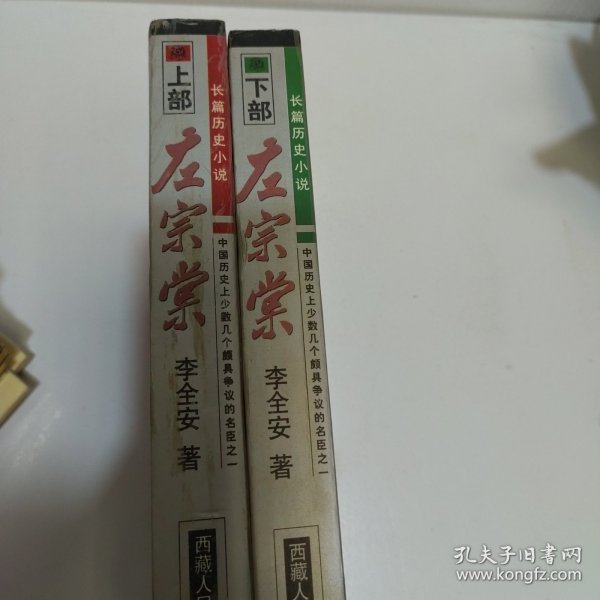 上部
长篇历史小说
左宗棠
中国历史上少数几个颇具争议的名臣之一
李全安 著
西藏人民
下部
长篇历史小说
左宗棠
中国历史上少数几个颇具争议的名臣之一
李全安 著
西藏人
孔夫子旧书网
www.kongfz.com